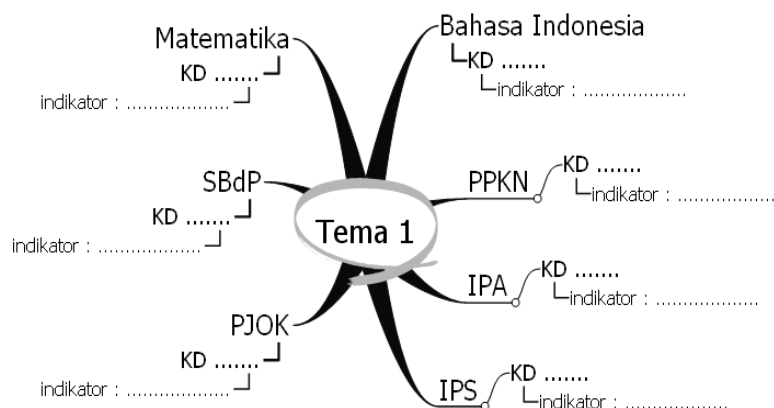 Matematika
KD .......
indikator : ....................
SBdP
KD .......
indikator : ....................
PJOK
KD .......
indikator : ....................
Tema 1
Bahasa Indonesia
KD .......
indikator : ....................
PPKN
KD .......
indikator : ....................
IPA
KD .......
indikator : ....................
IPS
KD .......
indikator : ....................